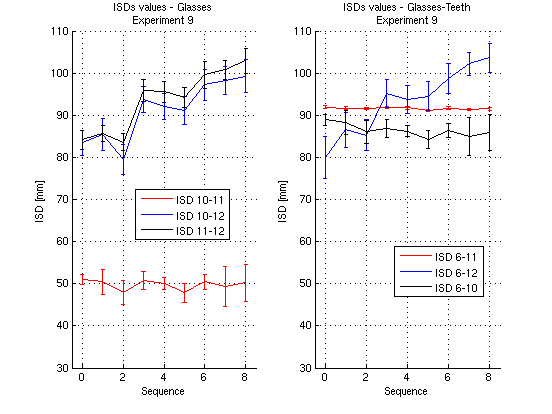 ISDs values - Glasses
Experiment 9
110
100
90
80
70
60
50
40
30
ISD [mm]
0 2 4 6 8
Sequence
ISD 10-11
ISD 10-12
ISD 11-12
ISDs values - Glasses-Teeth
Experiment 9
110
100
90
80
70
60
50
40
30
ISD [mm]
0 2 4 6 8
Sequence
ISD 6-11
ISD 6-12
ISD 6-10